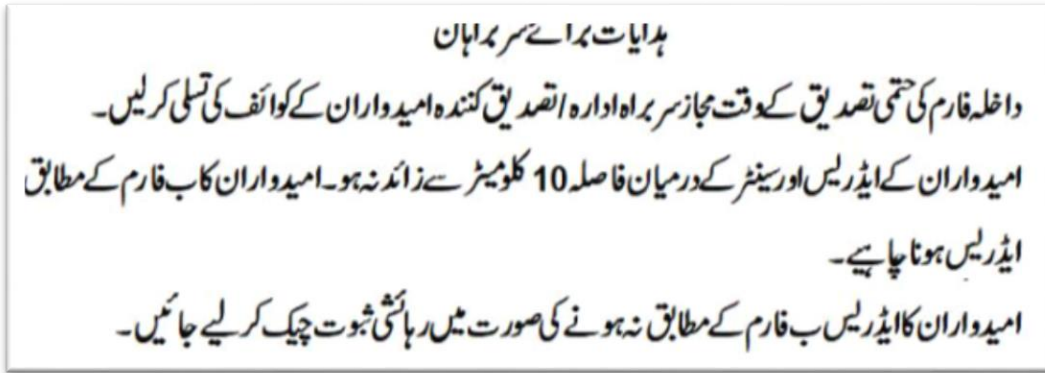 ہدایات برائے سربراہان
داخلہ فارم کی حتمی تصدیق کے وقت مجاز سربراہ ادارہ / تصدیق کنندہ امیدواران کے کوائف کی تسلی کر لیں۔
امیدواران کے ایڈریس اور سینٹر کے درمیان فاصلہ 10 کلومیٹر سے زائد نہ ہو۔ امیدواران کا ب فارم کے مطابق
ایڈریس ہونا چاہیے۔
امیدواران کا ایڈریس ب فارم کے مطابق نہ ہونے کی صورت میں رہائشی ثبوت چیک کر لیے جائیں۔